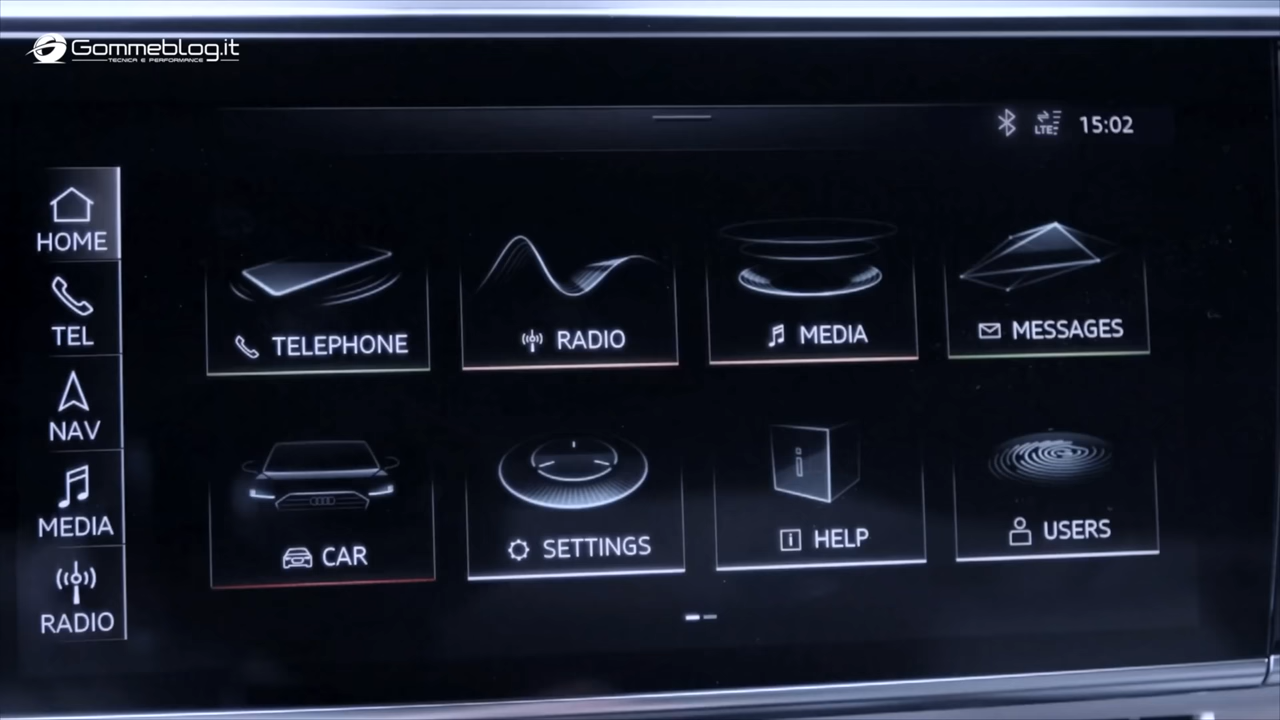 Gommeblog.it
TECNICA E PERFORMANCE
LTE 15:02
HOME
TEL
NAV
MEDIA
RADIO
TELEPHONE
RADIO
MEDIA
MESSAGES
CAR
SETTINGS
i
HELP
USERS